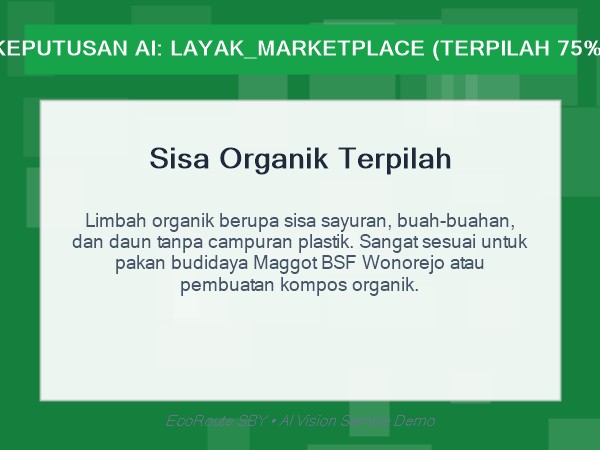 KEPUTUSAN AI: LAYAK_MARKETPLACE (TERPILAH 75%
Sisa Organik Terpilah
Limbah organik berupa sisa sayuran, buah-buahan,
dan daun tanpa campuran plastik. Sangat sesuai untuk
pakan budidaya Maggot BSF Wonorejo atau
pembuatan kompos organik.
EcoRoute SBY • AI Vision Sample Demo